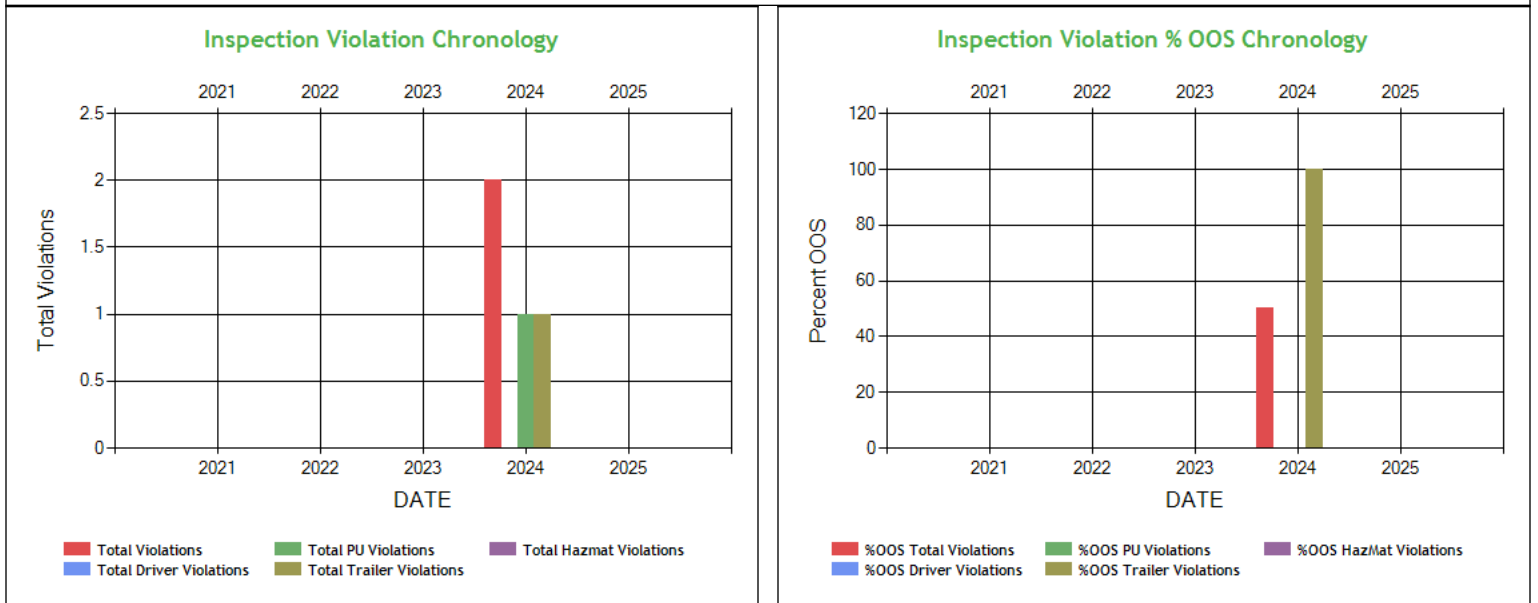 Inspection Violation Chronology
2021 2022 2023 2024 2025
2.5
2
1.5
1
0.5
0
Total Violations
2021 2022 2023 2024 2025
DATE
Total Violations Total PU Violations Total Hazmat Violations
Total Driver Violations Total Trailer Violations
Inspection Violation % OOS Chronology
2021 2022 2023 2024 2025
120
100
80
60
40
20
0
Percent OOS
2021 2022 2023 2024 2025
DATE
%OOS Total Violations %OOS PU Violations %OOS HazMat Violations
%OOS Driver Violations %OOS Trailer Violations